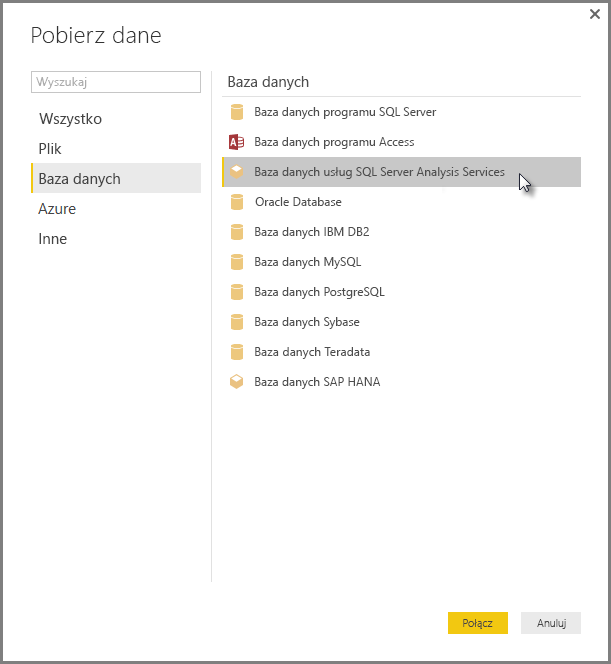 Pobierz dane
Wyszukaj
Wszystko
Plik
Baza danych
Azure
Inne
Baza danych
Baza danych programu SQL Server
Baza danych programu Access
Baza danych usług SQL Server Analysis Services
Oracle Database
Baza danych IBM DB2
Baza danych MySQL
Baza danych PostgreSQL
Baza danych Sybase
Baza danych Teradata
Baza danych SAP HANA
Połącz
Anuluj